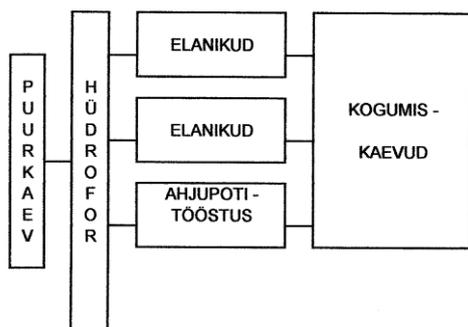 PUURKAEV
HÜDROFOR
ELANIKUD
ELANIKUD
AHJUPOTI -
TÖÖSTUS
KOGUMIS -
KAEVUD